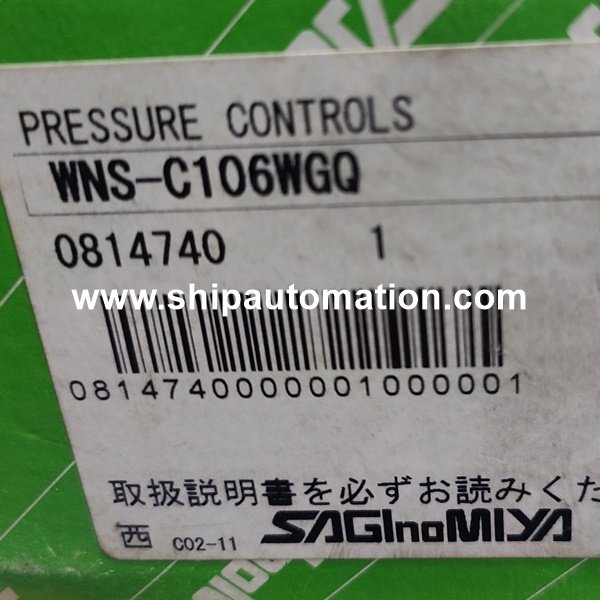 PRESSURE CONTROLS
WNS-C106WGQ
0814740 1
www.shipautomation.com
0814740000001000001
取扱説明書を必ずお読みくだ
西 C02-11 SAGInoMIYA